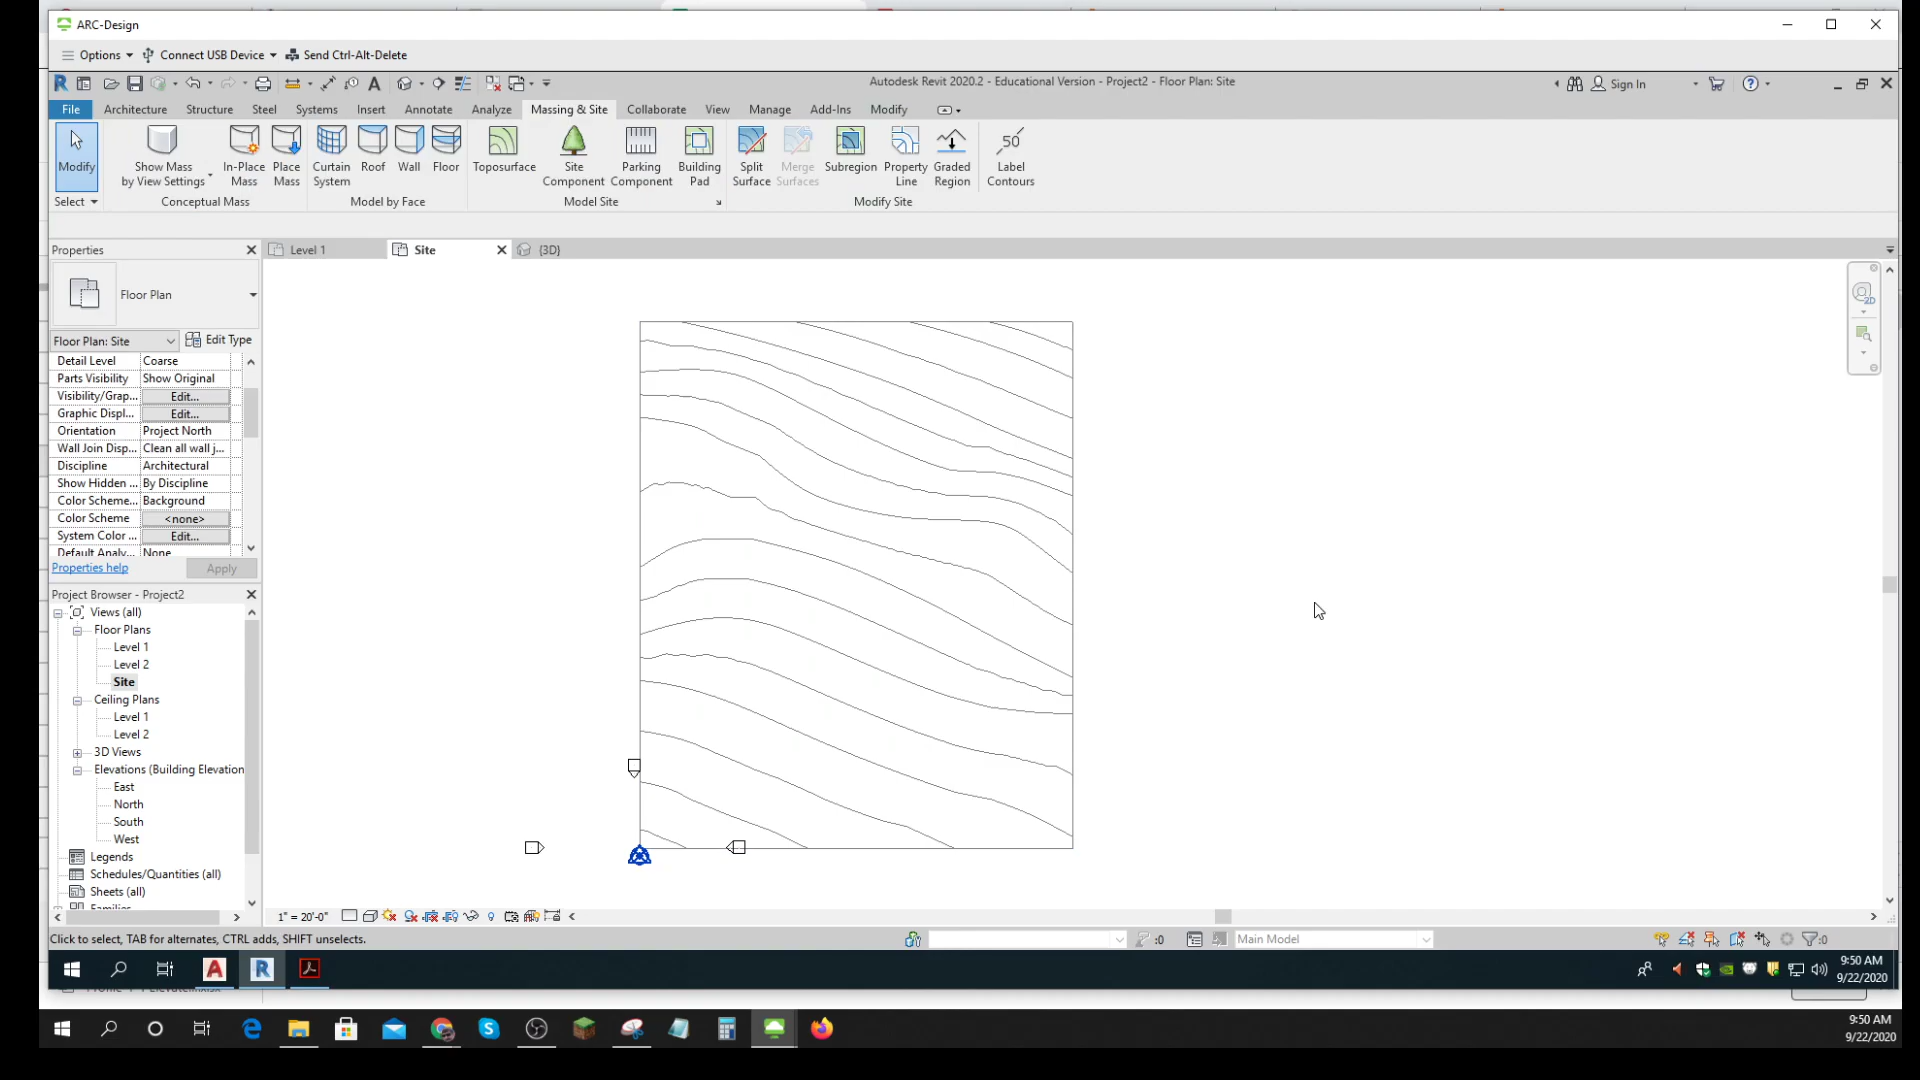 ARC-Design
Options Connect USB Device Send Ctrl-Alt-Delete
Autodesk Revit 2020.2 - Educational Version - Project2 - Floor Plan: Site
Sign In
File Architecture Structure Steel Systems Insert Annotate Analyze Massing & Site Collaborate View Manage Add-Ins Modify
Modify
Show Mass
by View Settings
In-Place
Mass
Place
Mass
Curtain
System
Roof
Wall
Floor
Toposurface
Site
Component
Parking
Component
Building
Pad
Split
Surface
Merge
Surfaces
Subregion
Property
Line
Graded
Region
50
Label
Contours
Select
Conceptual Mass
Model by Face
Model Site
Modify Site
Properties
Level 1
Site
{3D}
Floor Plan
2D
Floor Plan: Site
Edit Type
Detail Level Coarse
Parts Visibility Show Original
Visibility/Grap... Edit...
Graphic Displ... Edit...
Orientation Project North
Wall Join Disp... Clean all wall j...
Discipline Architectural
Show Hidden By Discipline
Color Scheme... Background
Color Scheme <none>
System Color ... Edit...
Default Analy... None
Properties help
Apply
Project Browser - Project2
Views (all)
Floor Plans
Level 1
Level 2
Site
Ceiling Plans
Level 1
Level 2
3D Views
Elevations (Building Elevation
East
North
South
West
Legends
Schedules/Quantities (all)
Sheets (all)
Families
1" = 20'-0"
Click to select, TAB for alternates, CTRL adds, SHIFT unselects.
:0
Main Model
:0
9:50 AM
9/22/2020
9:50 AM
9/22/2020